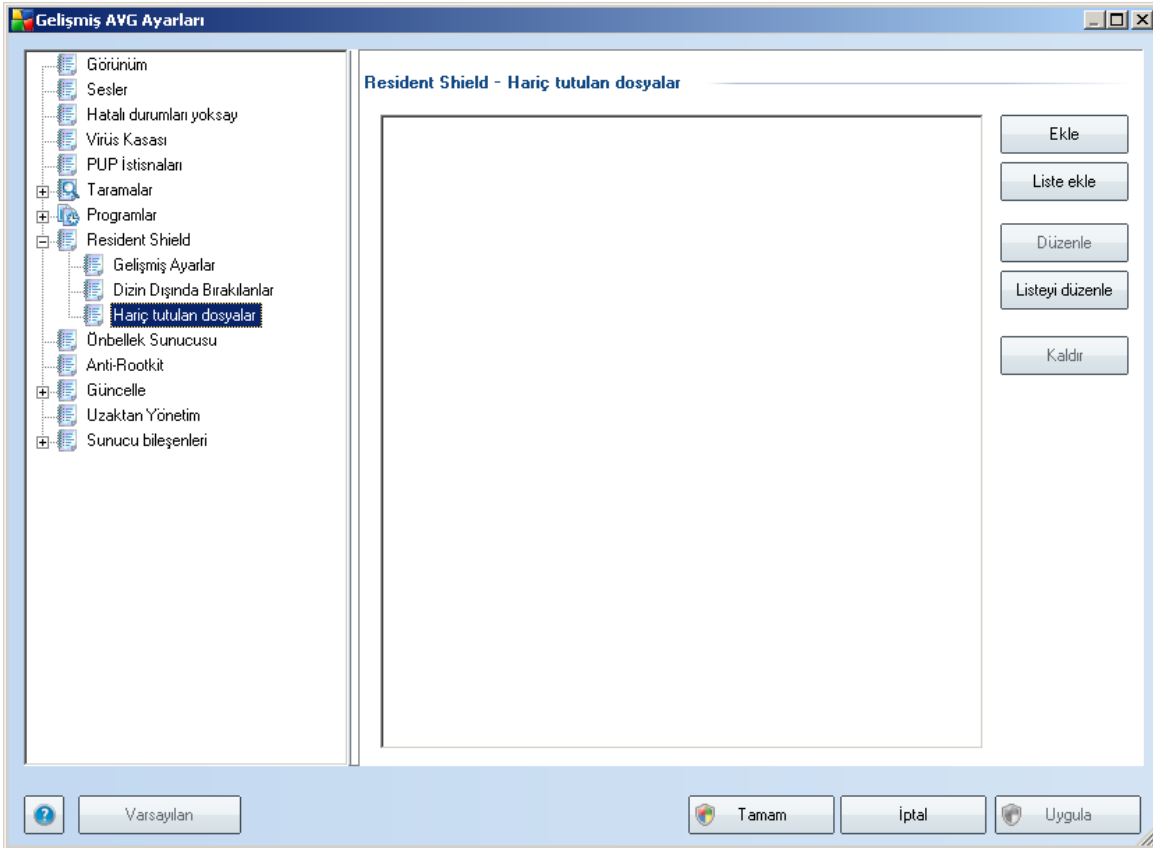 Gelişmiş AVG Ayarları
Görünüm
Sesler
Hatalı durumları yoksay
Virüs Kasası
PUP İstisnaları
Taramalar
Programlar
Resident Shield
Gelişmiş Ayarlar
Dizin Dışında Bırakılanlar
Hariç tutulan dosyalar
Önbellek Sunucusu
Anti-Rootkit
Güncelle
Uzaktan Yönetim
Sunucu bileşenleri
Resident Shield - Hariç tutulan dosyalar
Ekle
Liste ekle
Düzenle
Listeyi düzenle
Kaldır
Varsayılan
Tamam
İptal
Uygula